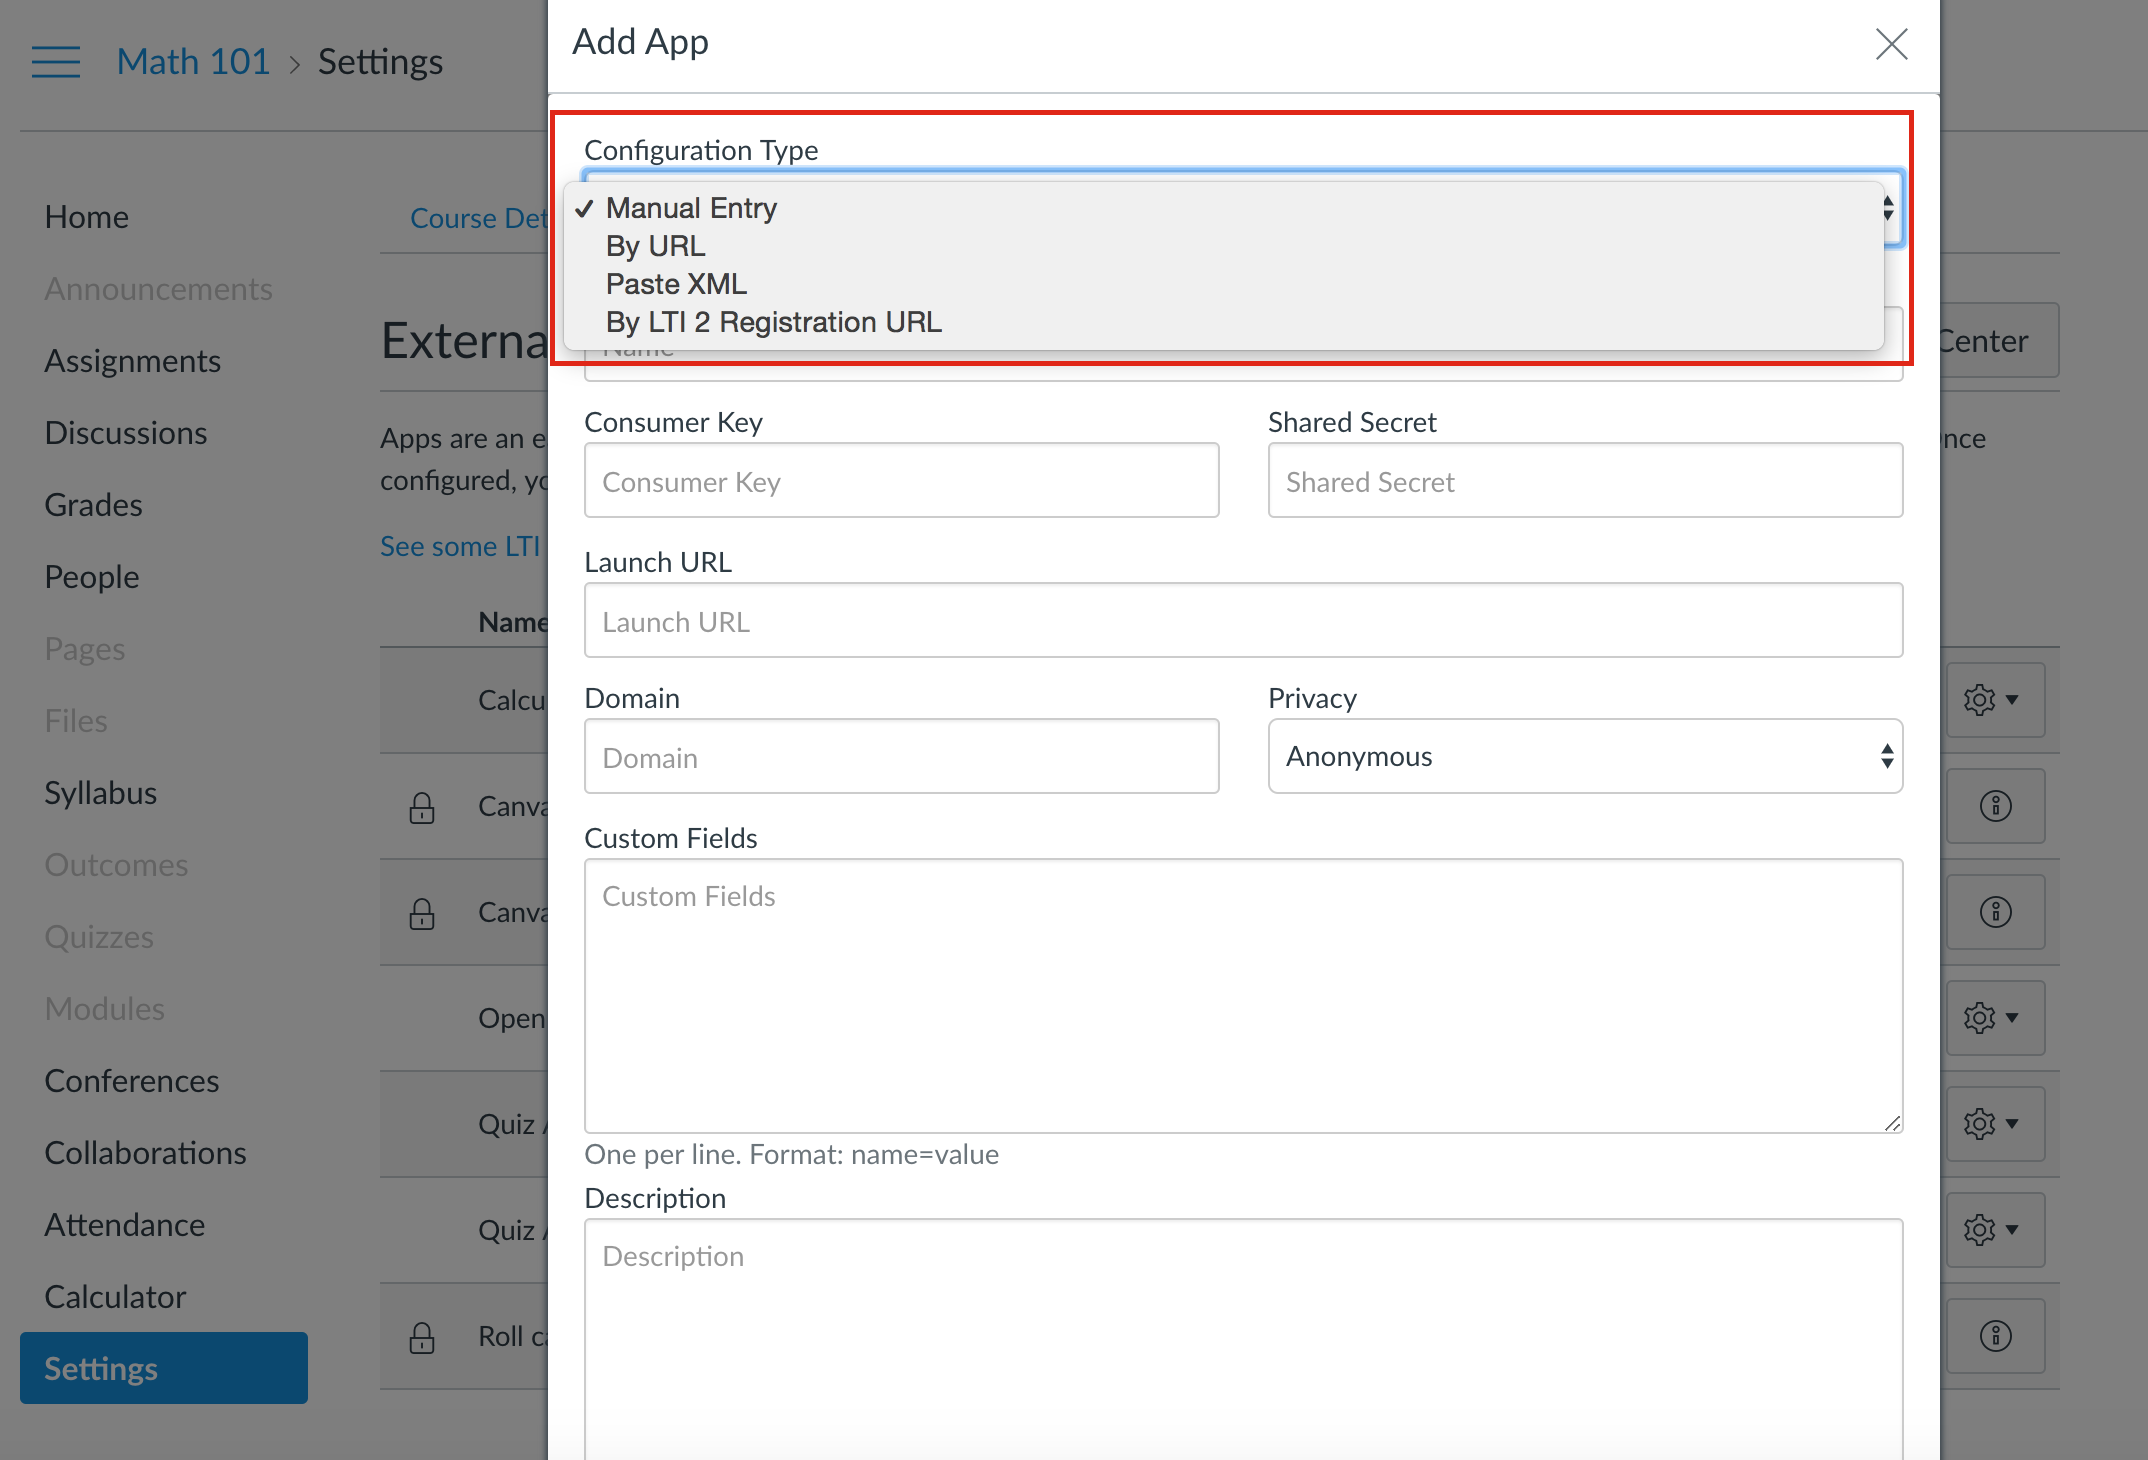 Math 101 > Settings
Add App
Configuration Type
Manual Entry
By URL
Paste XML
By LTI 2 Registration URL
Name
Consumer Key
Shared Secret
Consumer Key
Shared Secret
Launch URL
Launch URL
Domain
Privacy
Domain
Anonymous
Custom Fields
Custom Fields
One per line. Format: name=value
Description
Description
Home
Announcements
Assignments
Discussions
Grades
People
Pages
Files
Syllabus
Outcomes
Quizzes
Modules
Conferences
Collaborations
Attendance
Calculator
Settings
Course Det
Externa
Center
Apps are an e
nce
configured, yo
See some LTI
Name
Calcu
Canva
Canva
Open
Quiz
Quiz
Roll ca